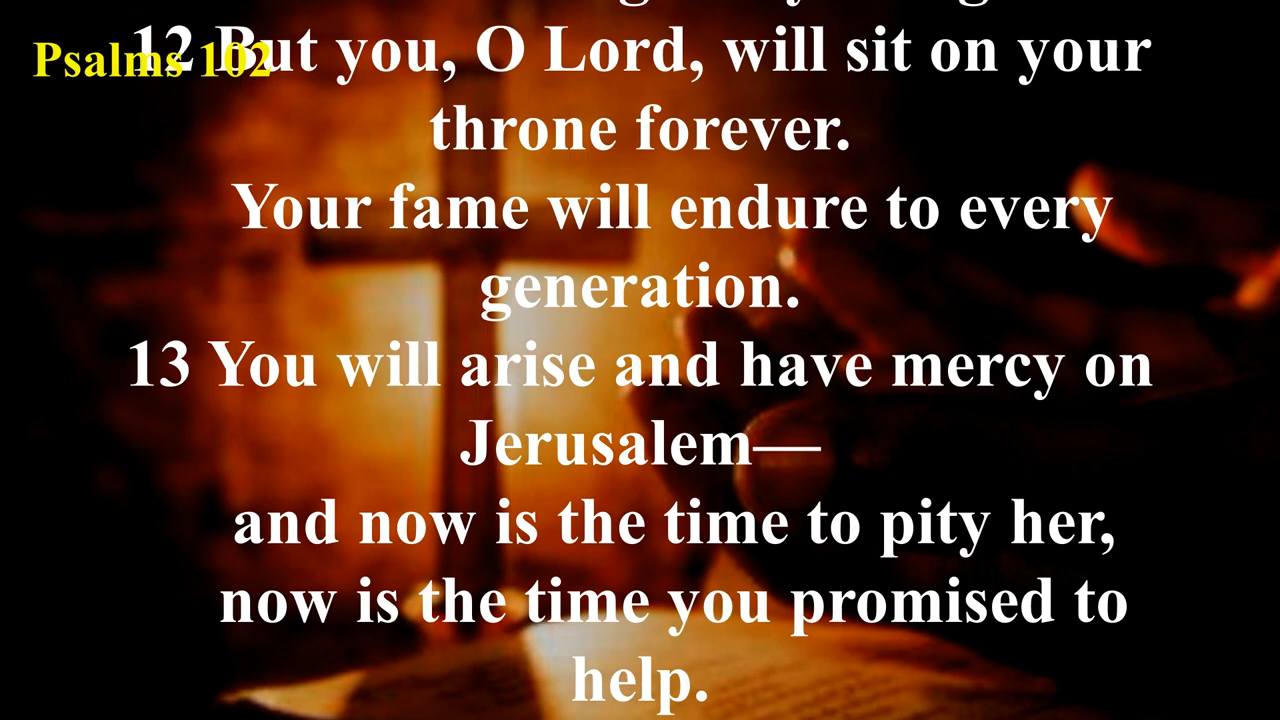 Psalms 102
12 But you, O Lord, will sit on your
throne forever.
Your fame will endure to every
generation.
13 You will arise and have mercy on
Jerusalem—
and now is the time to pity her,
now is the time you promised to
help.